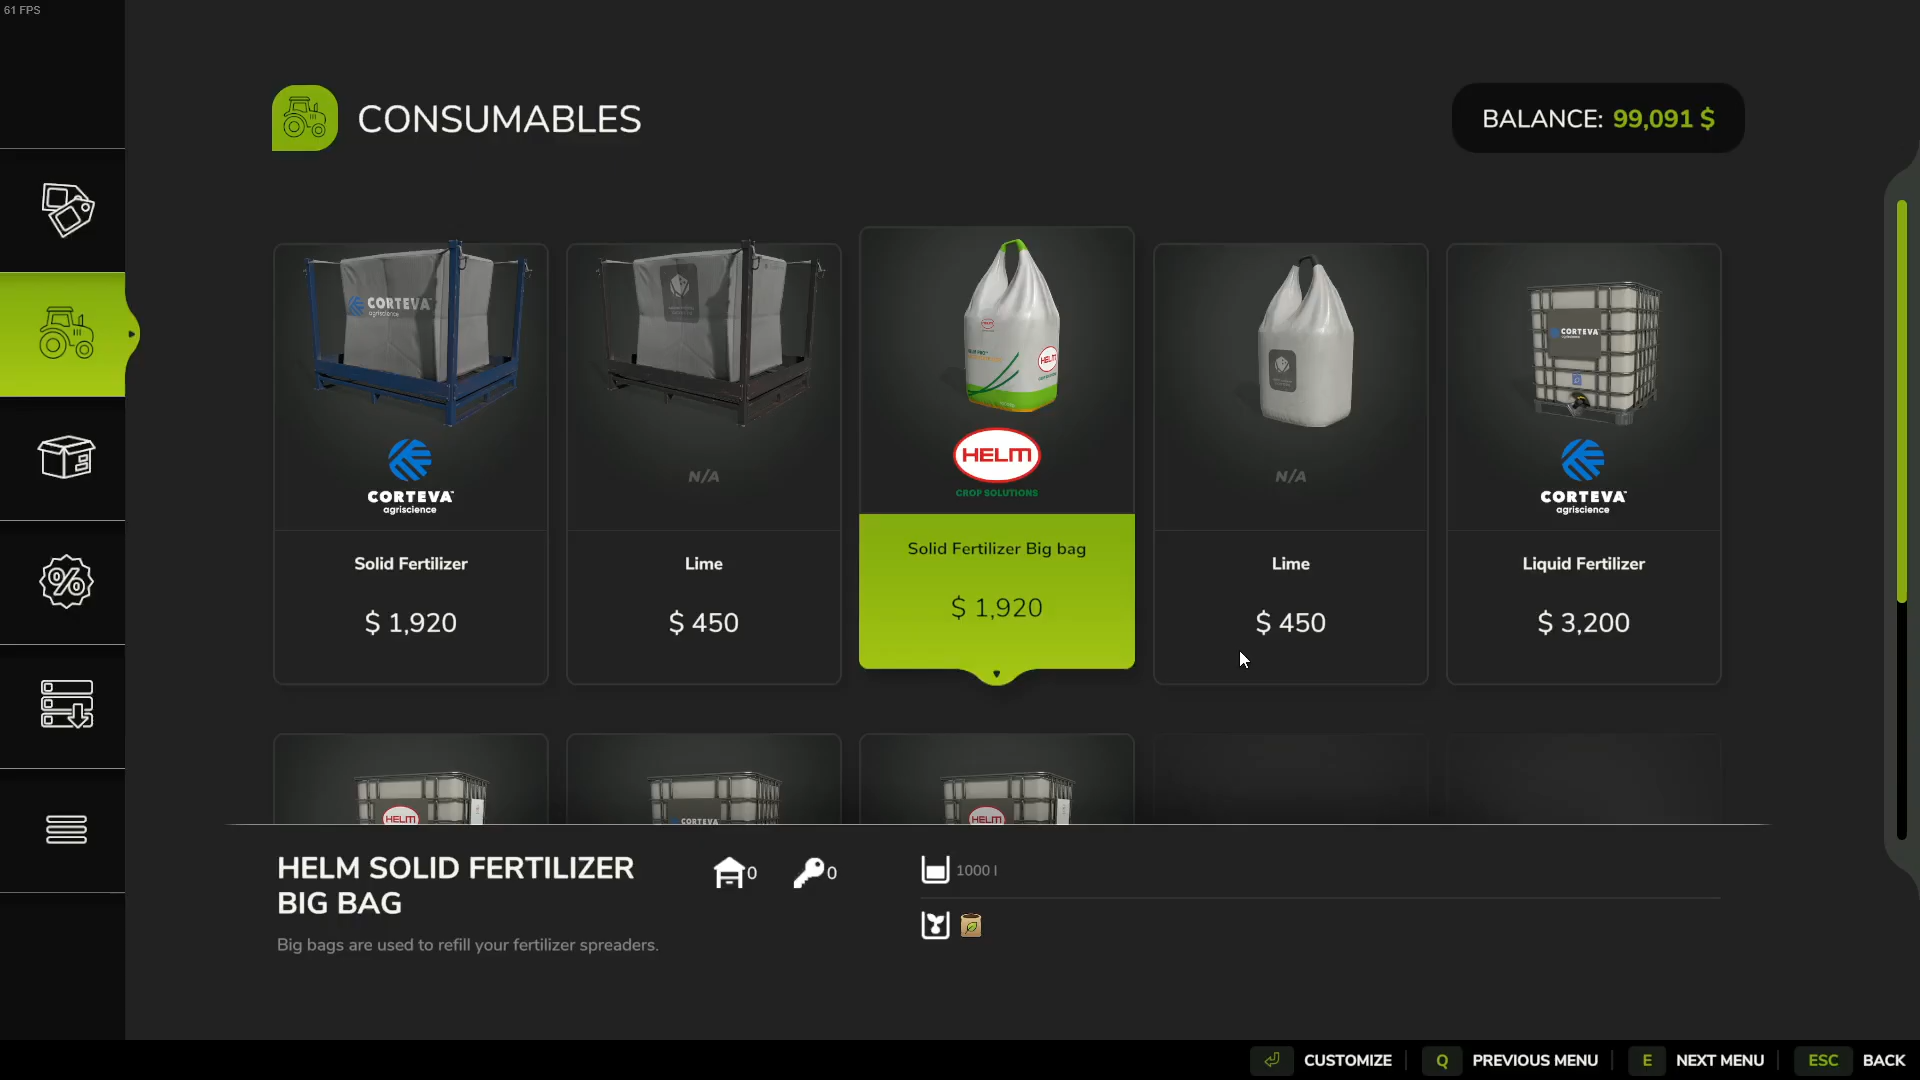 61 FPS
CONSUMABLES
BALANCE: 99,091 $
CORTEVA
agriscience
HELM
HELM
CORTEVA
CORTEVA
agriscience
N/A
HELM
CROP SOLUTIONS
N/A
CORTEVA
agriscience
Solid Fertilizer
Lime
Solid Fertilizer Big bag
Lime
Liquid Fertilizer
$ 1,920
$ 450
$ 1,920
$ 450
$ 3,200
HELM
CORTEVA
HELM
HELM SOLID FERTILIZER
BIG BAG
0
0
1000 l
Big bags are used to refill your fertilizer spreaders.
CUSTOMIZE
Q PREVIOUS MENU
E NEXT MENU
ESC BACK